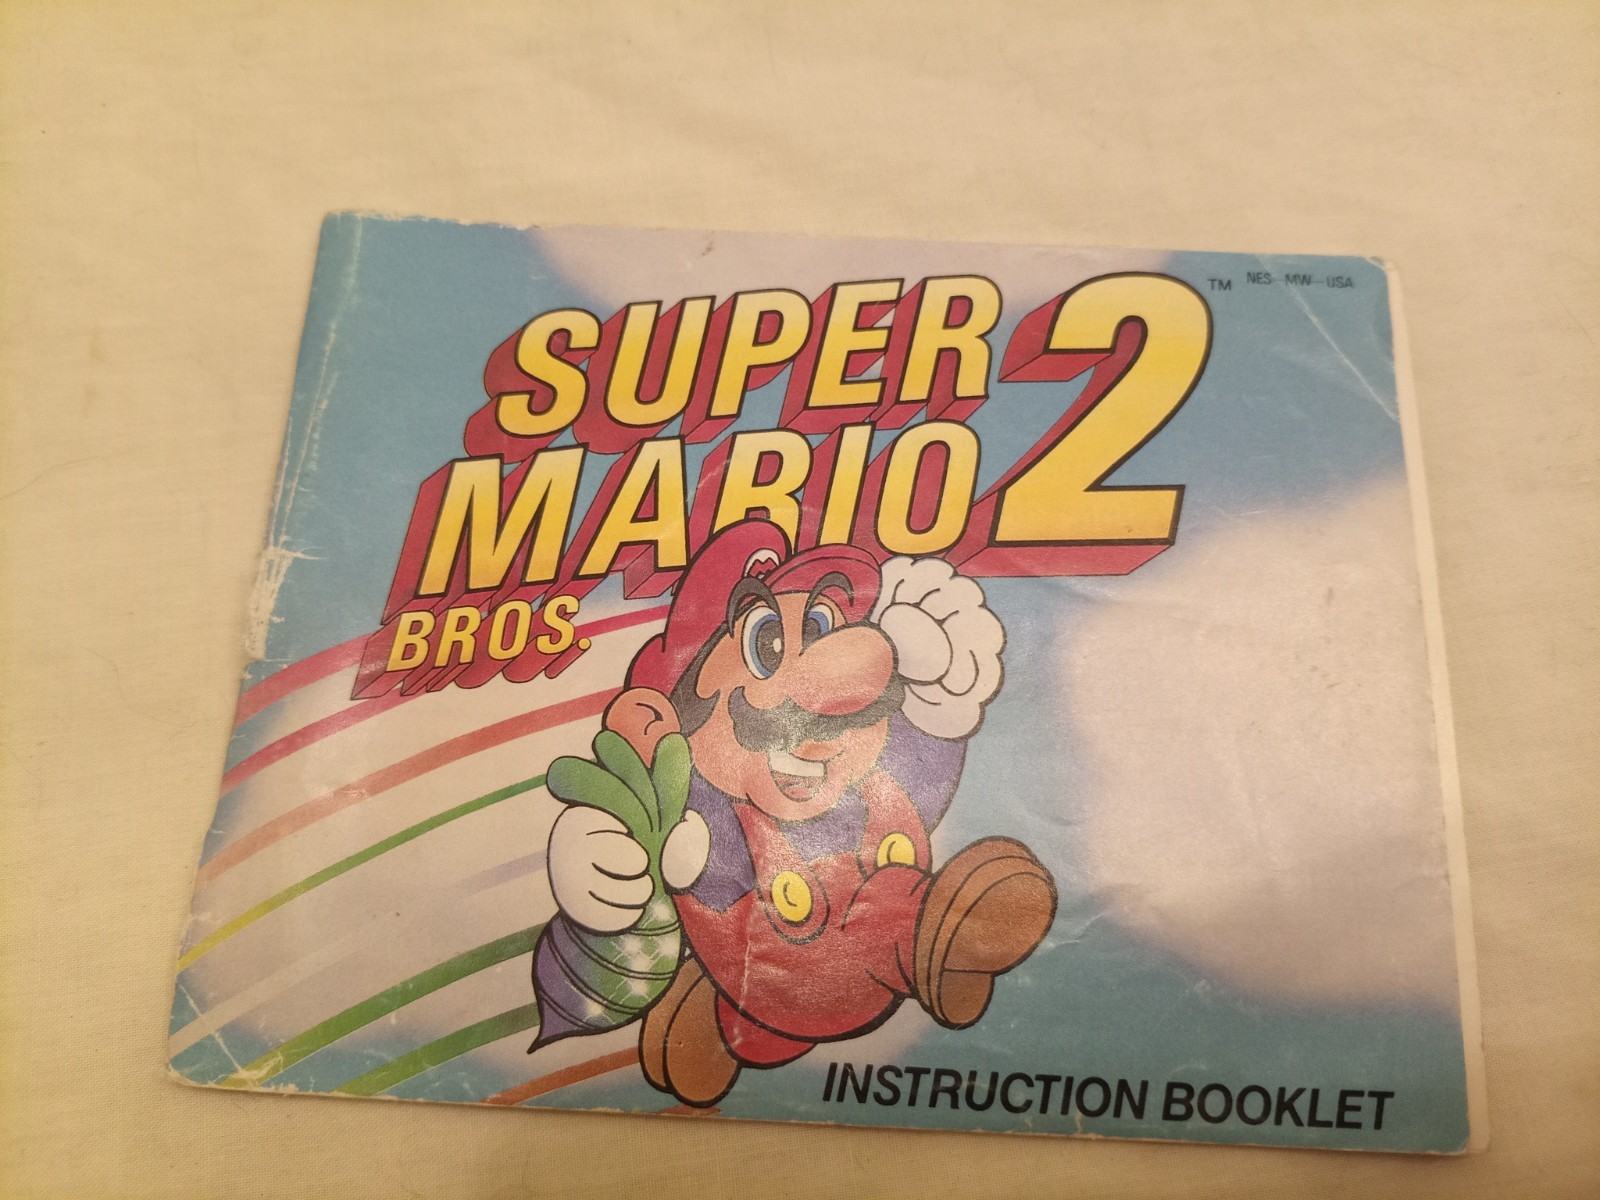 SUPER
MARIO 2
BROS.
TM NES-MW-USA
M
INSTRUCTION BOOKLET